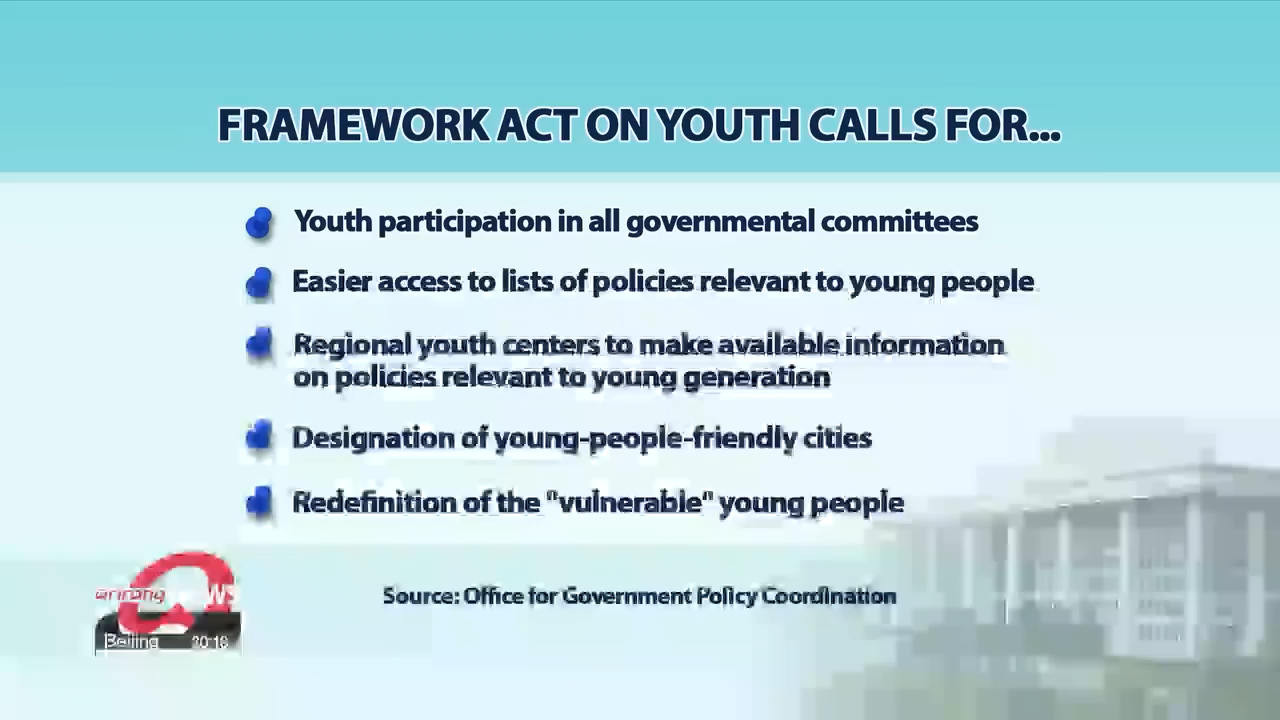 FRAMEWORK ACT ON YOUTH CALLS FOR...
Youth participation in all governmental committees
Easier access to lists of policies relevant to young people
Regional youth centers to make available information
on policies relevant to young generation
Designation of young-people-friendly cities
Redefinition of the "vulnerable" young people
Source: Office for Government Policy Coordination
arirang NEWS
Beijing 20:18